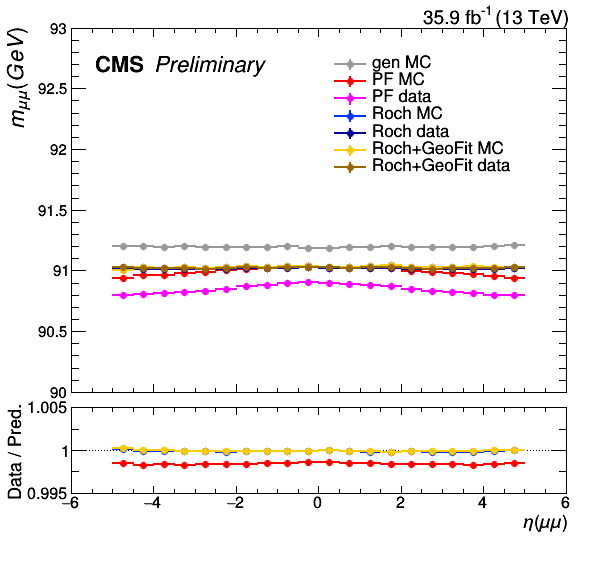 35.9 fb⁻¹ (13 TeV)
m_μμ(GeV)
CMS Preliminary
93
92.5
92
91.5
91
90.5
90
gen MC
PF MC
PF data
Roch MC
Roch data
Roch+GeoFit MC
Roch+GeoFit data
Data / Pred.
1.005
1
0.995
−6 −4 −2 0 2 4 6
η(μμ)